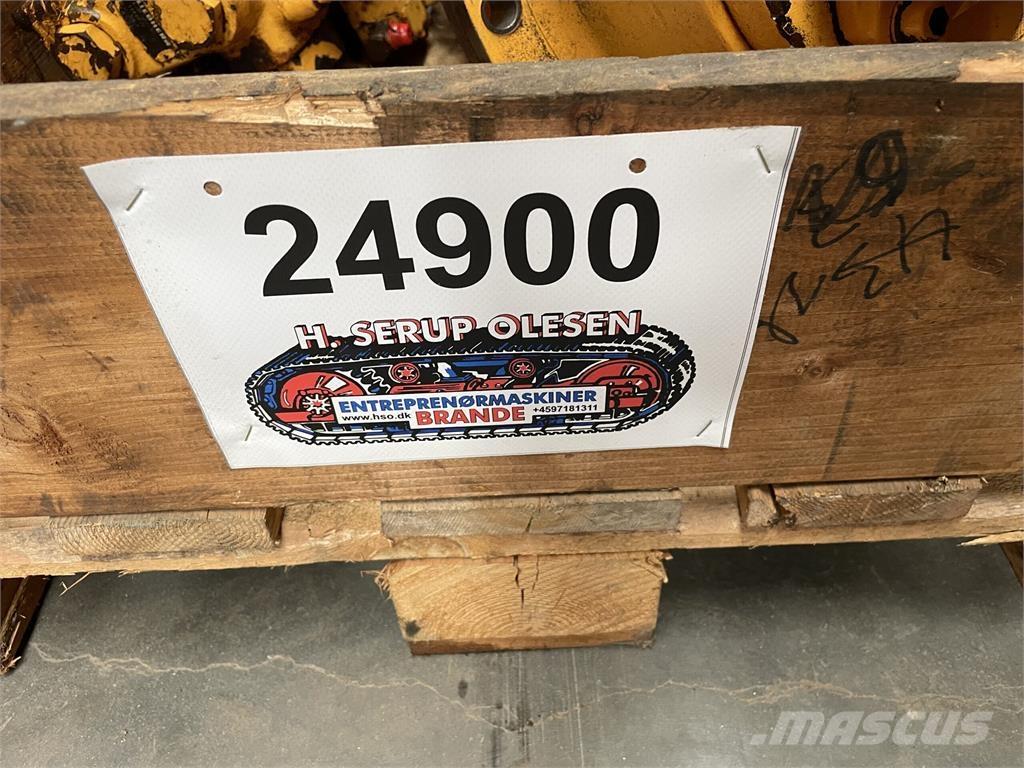 24900
H. SERUP OLESEN
ENTREPRENØRMASKINER
www.hso.dk BRANDE +4597181311
MASCUS